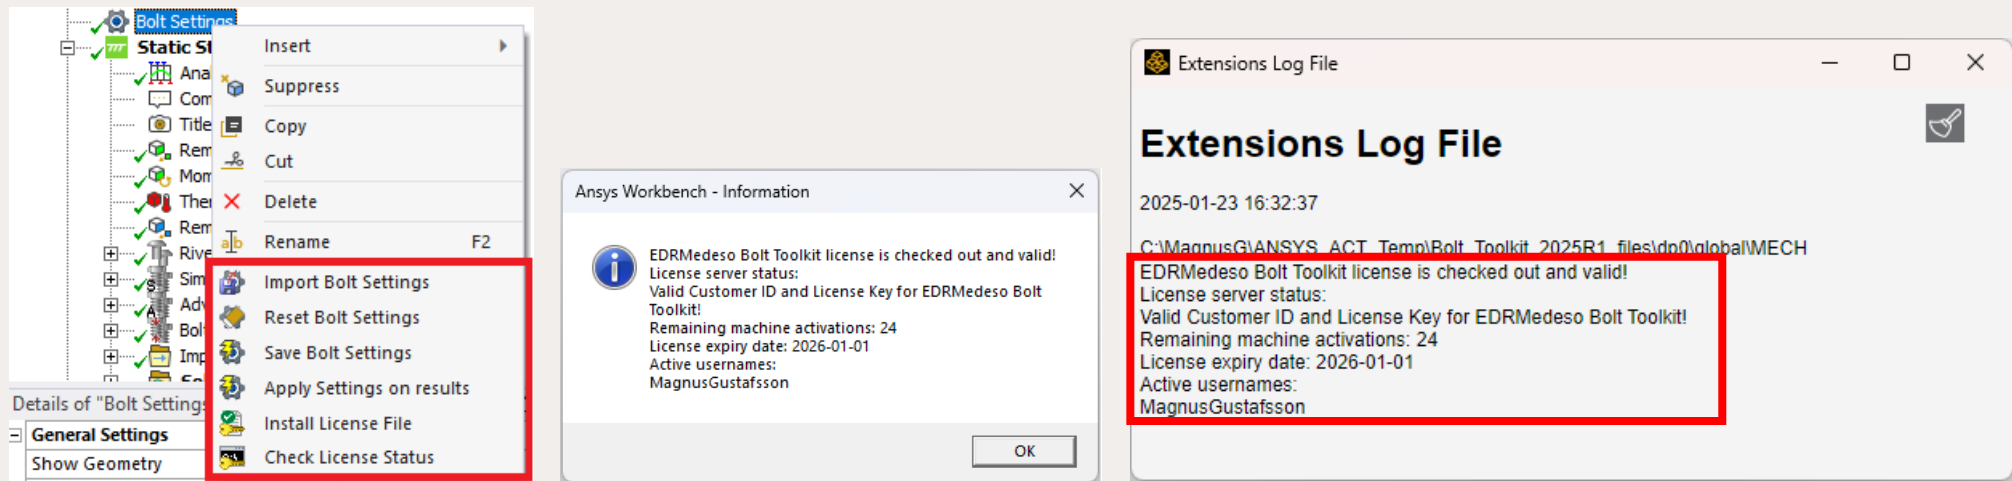 Bolt Settings
Static St
Anal
Com
Title
Rem
Mom
Ther
Rem
Rive
Sim
Adv
Bol
Imp
Details of "Bolt Settings
General Settings
Show Geometry
Insert
Suppress
Copy
Cut
Delete
Rename F2
Import Bolt Settings
Reset Bolt Settings
Save Bolt Settings
Apply Settings on results
Install License File
Check License Status
Ansys Workbench - Information
EDRMedeso Bolt Toolkit license is checked out and valid!
License server status:
Valid Customer ID and License Key for EDRMedeso Bolt
Toolkit!
Remaining machine activations: 24
License expiry date: 2026-01-01
Active usernames:
MagnusGustafsson
OK
Extensions Log File
Extensions Log File
2025-01-23 16:32:37
C:\MagnusG\ANSYS_ACT_Temp\Bolt_Toolkit_2025R1_files\dp0\global\MECH
EDRMedeso Bolt Toolkit license is checked out and valid!
License server status:
Valid Customer ID and License Key for EDRMedeso Bolt Toolkit!
Remaining machine activations: 24
License expiry date: 2026-01-01
Active usernames:
MagnusGustafsson